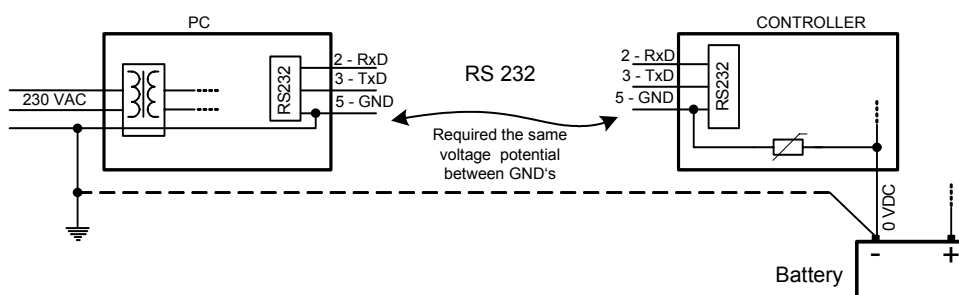 PC
CONTROLLER
2 - RxD
3 - TxD
5 - GND
RS232
230 VAC
RS 232
Required the same
voltage potential
between GND's
2 - RxD
3 - TxD
5 - GND
RS232
0 VDC
- +
Battery